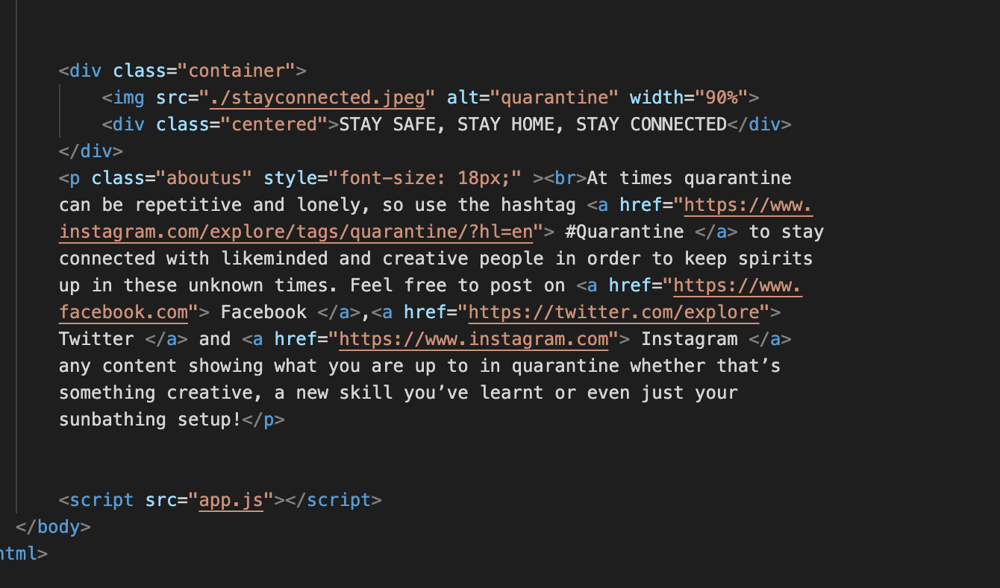 <div class="container">
<img src="./stayconnected.jpeg" alt="quarantine" width="90%">
<div class="centered">STAY SAFE, STAY HOME, STAY CONNECTED</div>
</div>
<p class="aboutus" style="font-size: 18px;" ><br>At times quarantine
can be repetitive and lonely, so use the hashtag <a href="https://www.
instagram.com/explore/tags/quarantine/?hl=en"> #Quarantine </a> to stay
connected with likeminded and creative people in order to keep spirits
up in these unknown times. Feel free to post on <a href="https://www.
facebook.com"> Facebook </a>,<a href="https://twitter.com/explore">
Twitter </a> and <a href="https://www.instagram.com"> Instagram </a>
any content showing what you are up to in quarantine whether that’s
something creative, a new skill you’ve learnt or even just your
sunbathing setup!</p>
<script src="app.js"></script>
</body>
html>